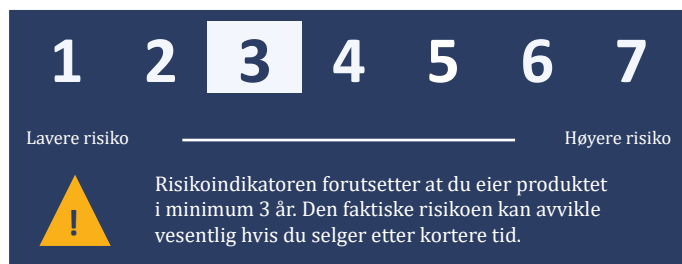 1 2 3 4 5 6 7
Lavere risiko Høyere risiko
!
Risikoindikatoren forutsetter at du eier produktet
i minimum 3 år. Den faktiske risikoen kan avvikle
vesentlig hvis du selger etter kortere tid.